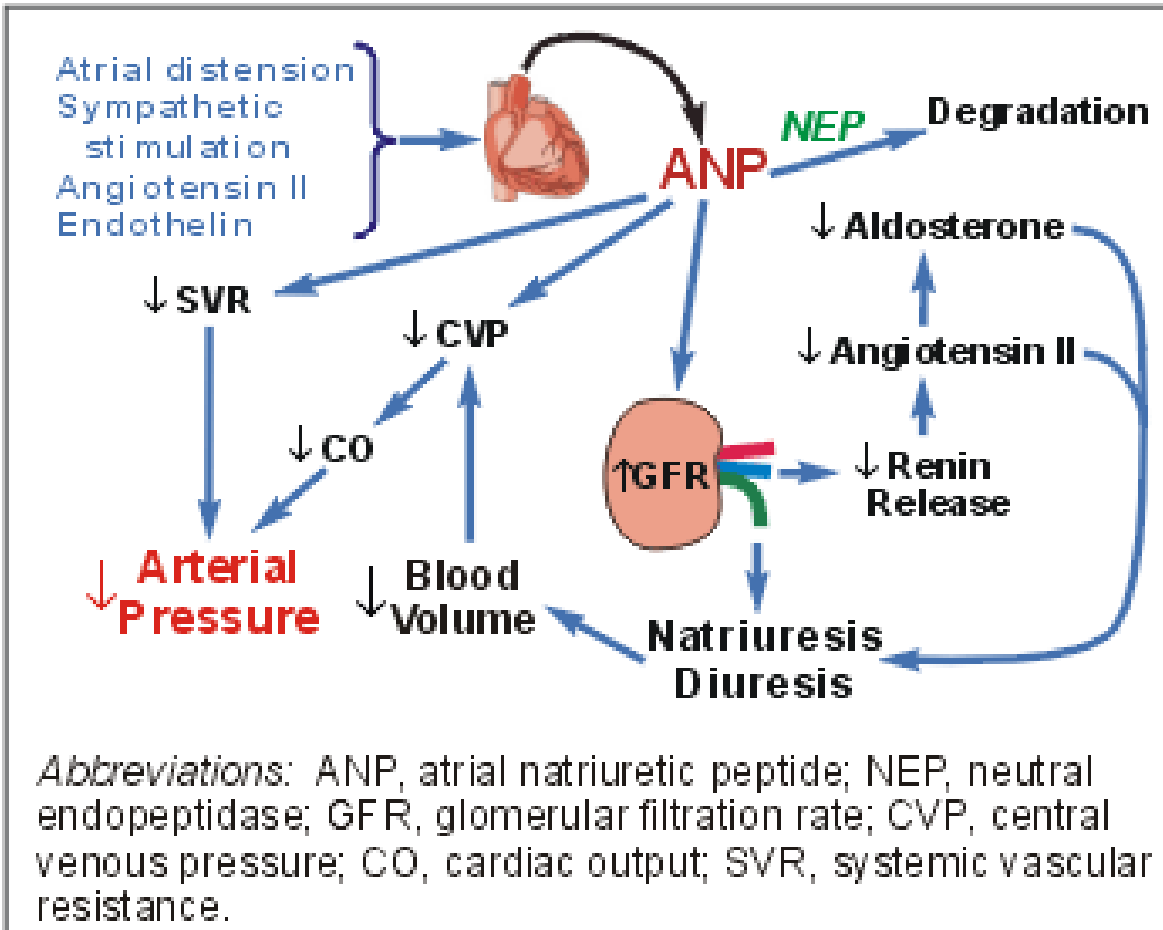 Atrial distension
Sympathetic
stimulation
Angiotensin II
Endothelin
NEP
Degradation
ANP
↓ Aldosterone
↓ SVR
↓ CVP
↓ Angiotensin II
↓ CO
↑GFR
↓ Renin
Release
↓ Arterial
Pressure
↓ Blood
Volume
Natriuresis
Diuresis
Abbreviations: ANP, atrial natriuretic peptide; NEP, neutral
endopeptidase; GFR, glomerular filtration rate; CVP, central
venous pressure; CO, cardiac output; SVR, systemic vascular
resistance.